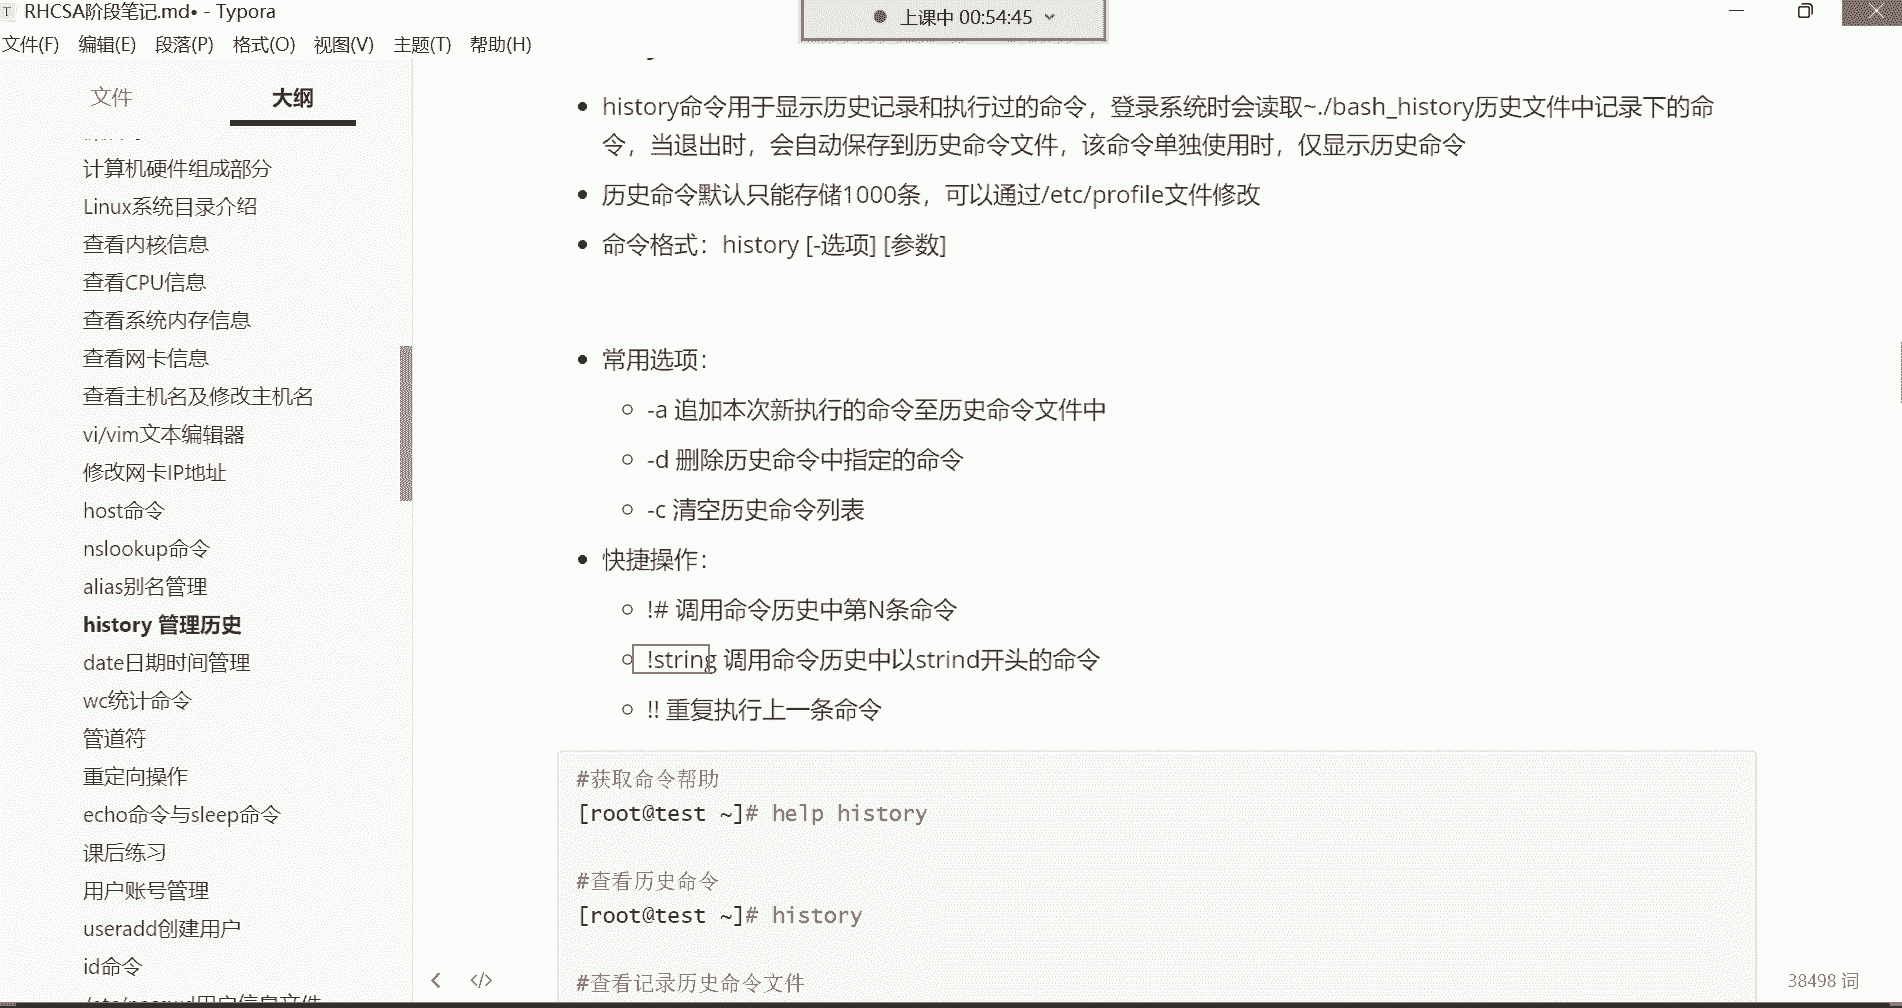 RHCSA阶段笔记.md• - Typora
上课中 00:54:45
文件(F) 编辑(E) 段落(P) 格式(O) 视图(V) 主题(T) 帮助(H)
文件 大纲
计算机硬件组成部分
Linux系统目录介绍
查看内核信息
查看CPU信息
查看系统内存信息
查看网卡信息
查看主机名及修改主机名
vi/vim文本编辑器
修改网卡IP地址
host命令
nslookup命令
alias别名管理
history 管理历史
date日期时间管理
wc统计命令
管道符
重定向操作
echo命令与sleep命令
课后练习
用户账号管理
useradd创建用户
id命令
/etc/passwd用户信息文件
history命令用于显示历史记录和执行过的命令，登录系统时会读取~./bash_history历史文件中记录下的命
令，当退出时，会自动保存到历史命令文件，该命令单独使用时，仅显示历史命令
历史命令默认只能存储1000条，可以通过/etc/profile文件修改
命令格式：history [-选项] [参数]
常用选项：
-a 追加本次新执行的命令至历史命令文件中
-d 删除历史命令中指定的命令
-c 清空历史命令列表
快捷操作：
!# 调用命令历史中第N条命令
!string 调用命令历史中以strind开头的命令
!! 重复执行上一条命令
#获取命令帮助
[root@test ~]# help history
#查看历史命令
[root@test ~]# history
#查看记录历史命令文件
38498 词